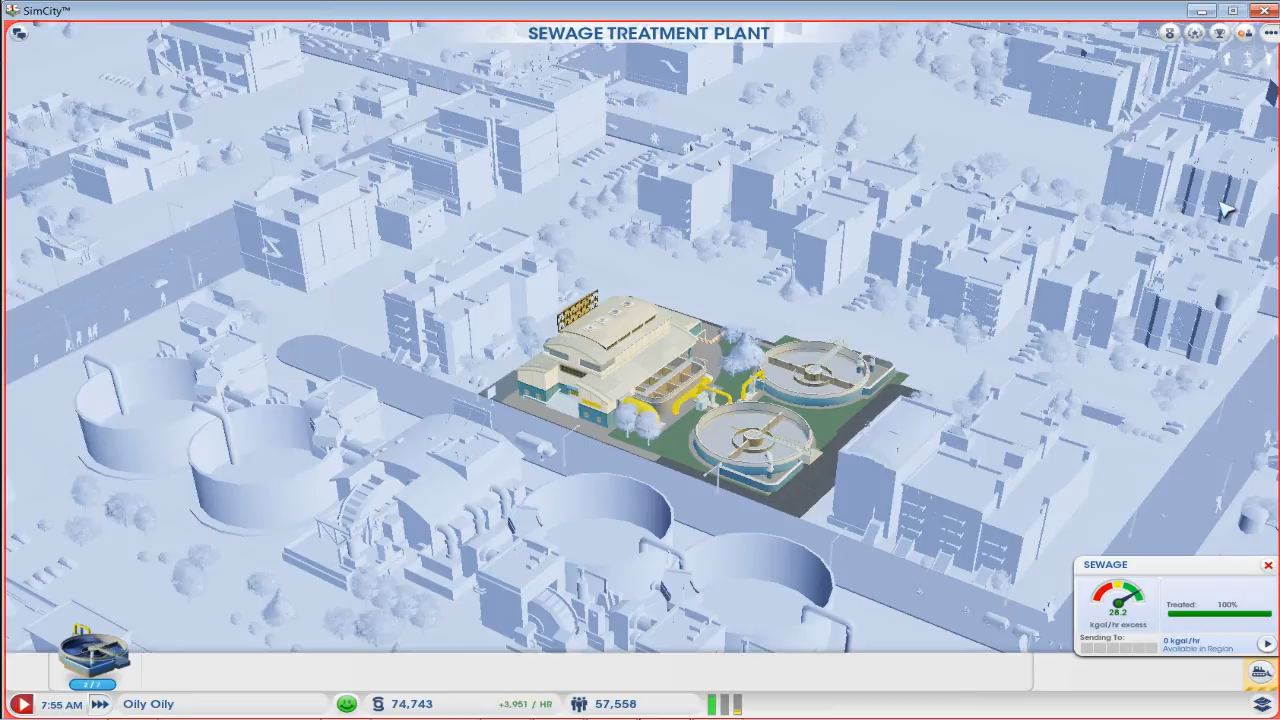 SimCity™
SEWAGE TREATMENT PLANT
SEWAGE
28.2
kgal/hr excess
Treated: 100%
Sending To:
0 kgal/hr
Available in Region
2 / 7
7:55 AM
Oily Oily
74,743
+3,951 / HR
57,558